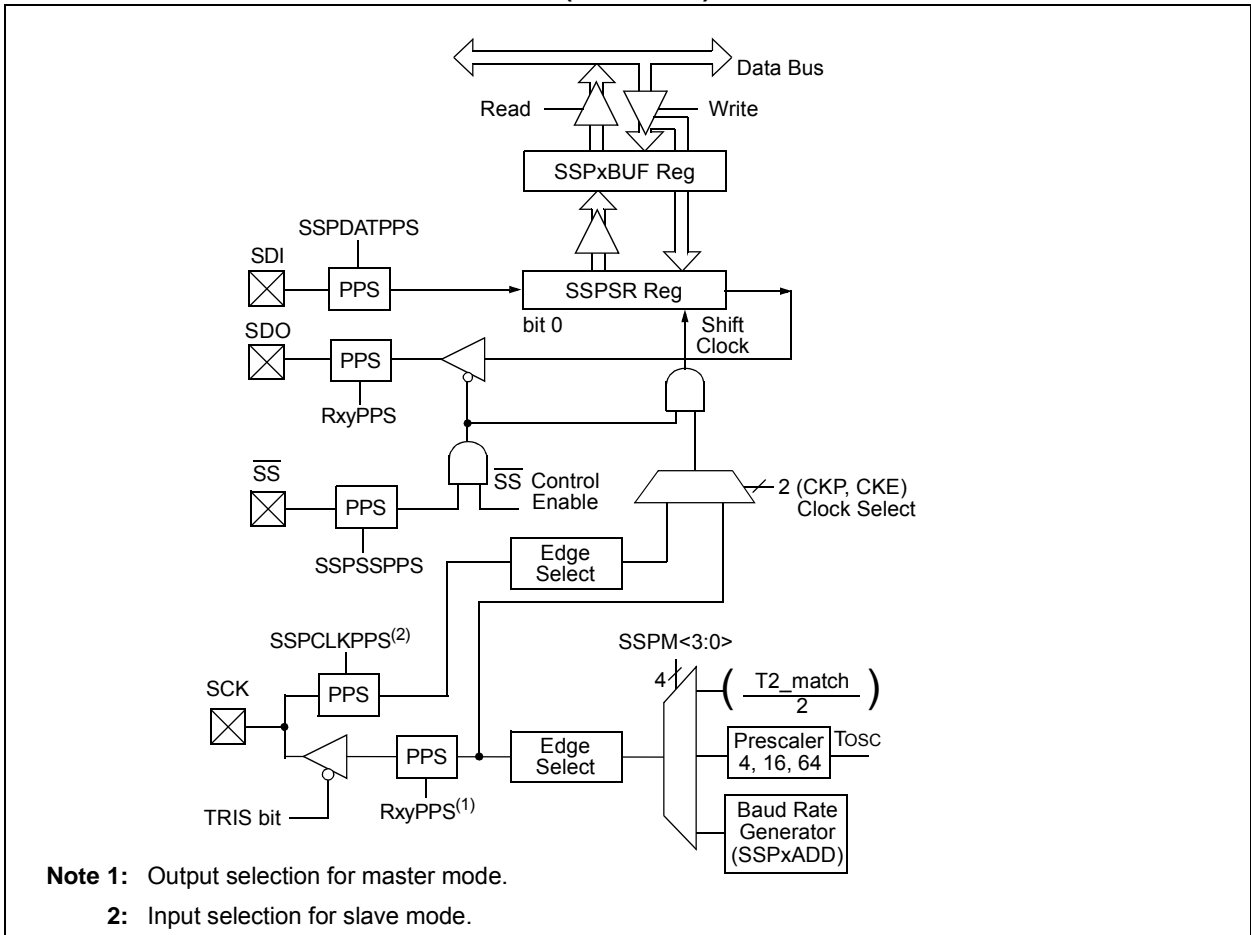 Data Bus
Read
Write
SSPxBUF Reg
SSPDATPPS
SDI
PPS
SSPSR Reg
bit 0
Shift
Clock
SDO
PPS
RxyPPS
SS
PPS
SS Control
Enable
2 (CKP, CKE)
Clock Select
SSPSSPPS
Edge
Select
SSPCLKPPS(2)
SSPM<3:0>
4
SCK
PPS
( T2_match )
2
PPS
Edge
Select
Prescaler
4, 16, 64
TOSC
TRIS bit
RxyPPS(1)
Baud Rate
Generator
(SSPxADD)
Note 1: Output selection for master mode.
2: Input selection for slave mode.